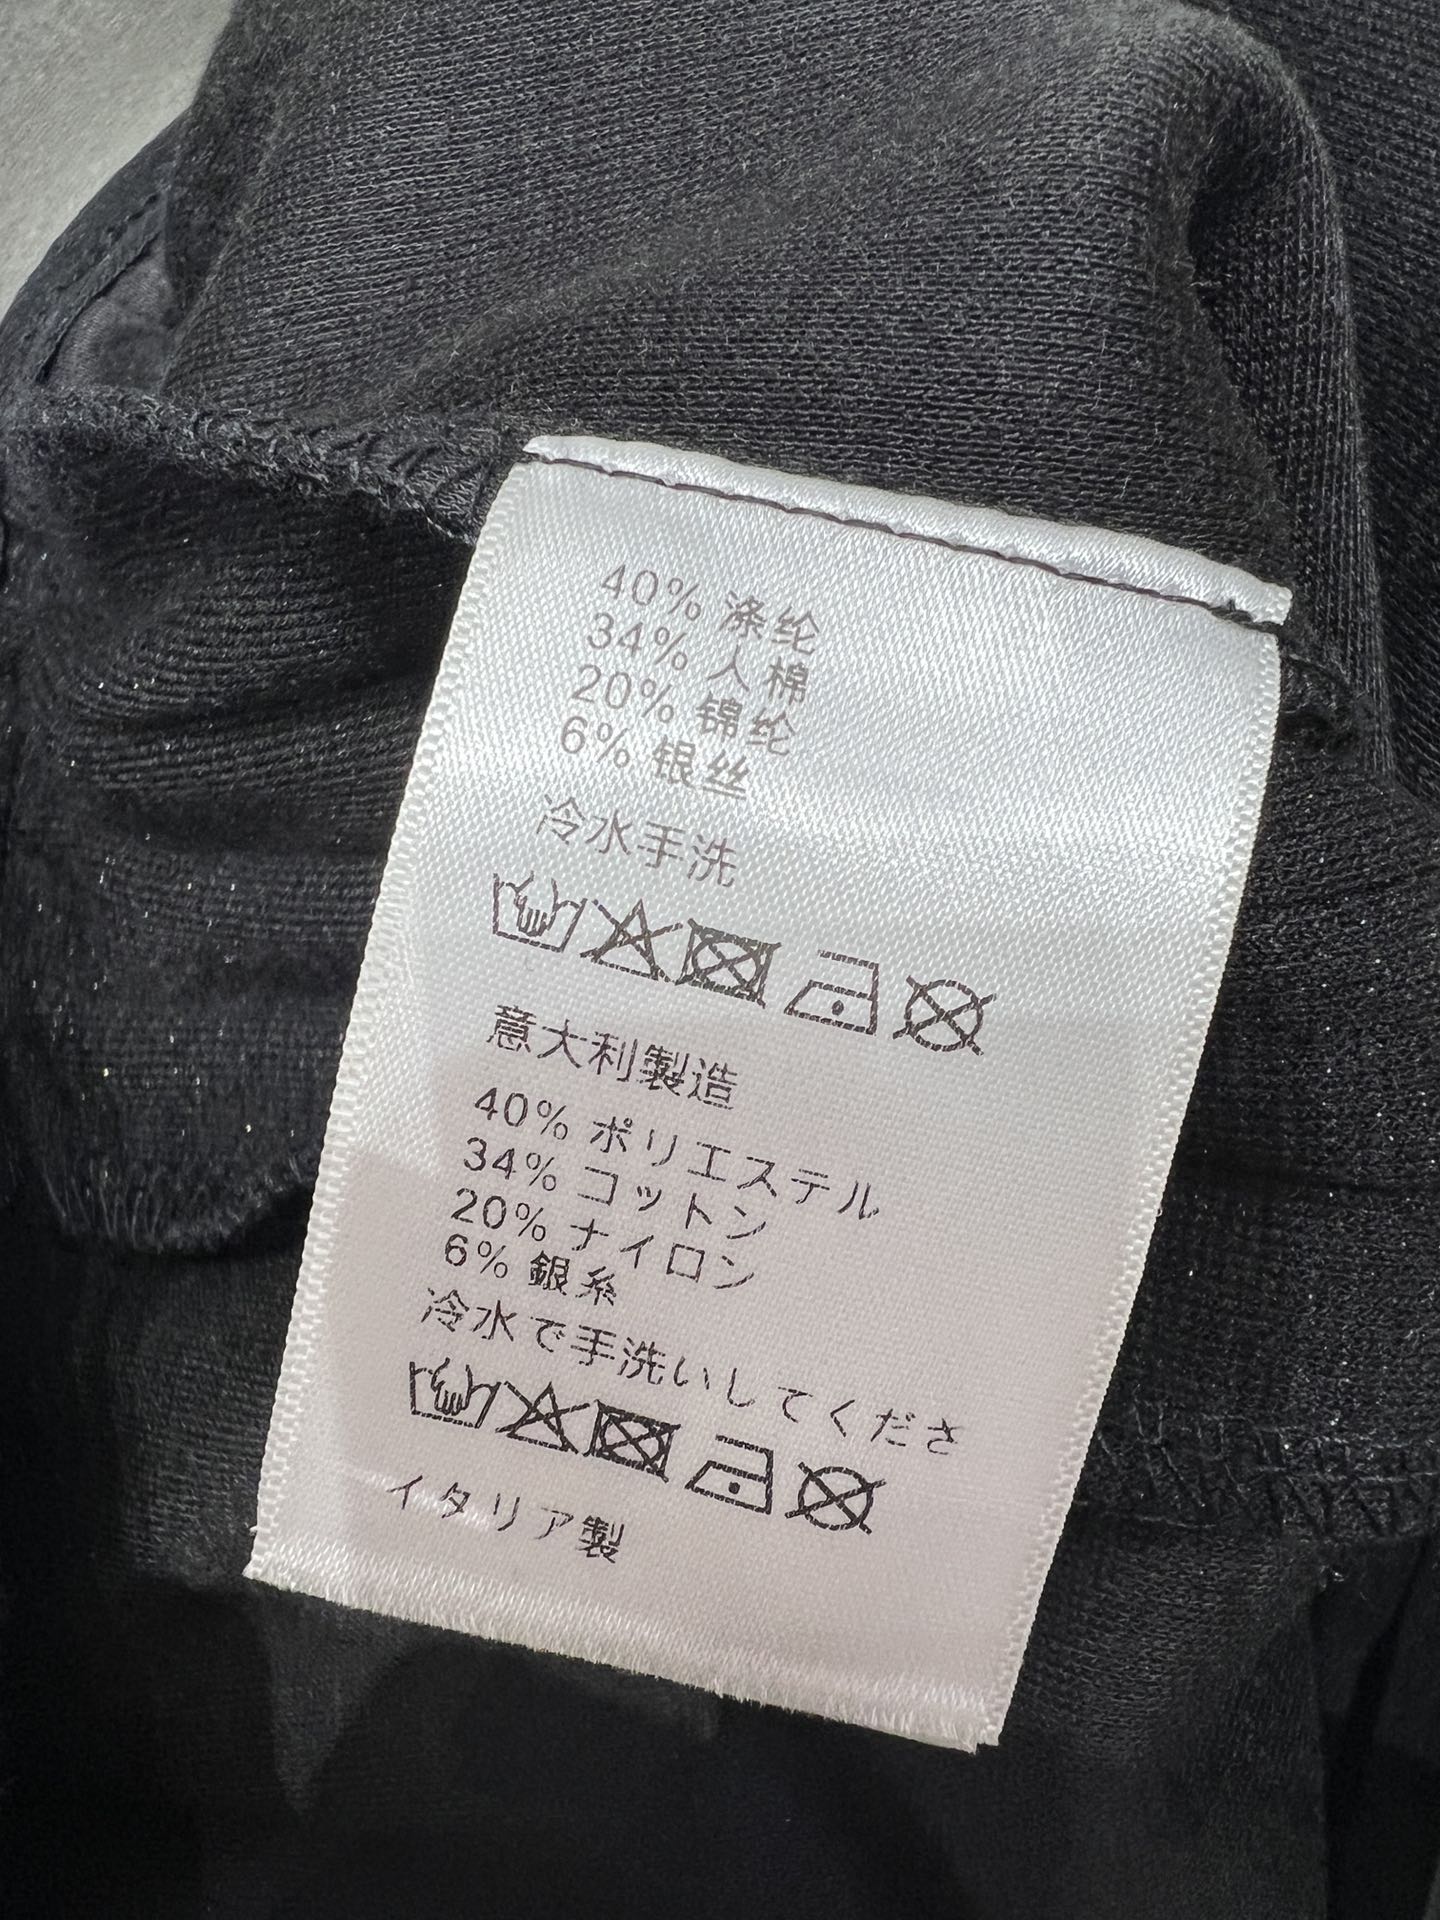 40% 涤纶
34% 人棉
20% 锦纶
6% 银丝
冷水手洗
意大利製造
40% ポリエステル
34% コットン
20% ナイロン
6% 銀糸
冷水で手洗いしてくださ
イタリア製